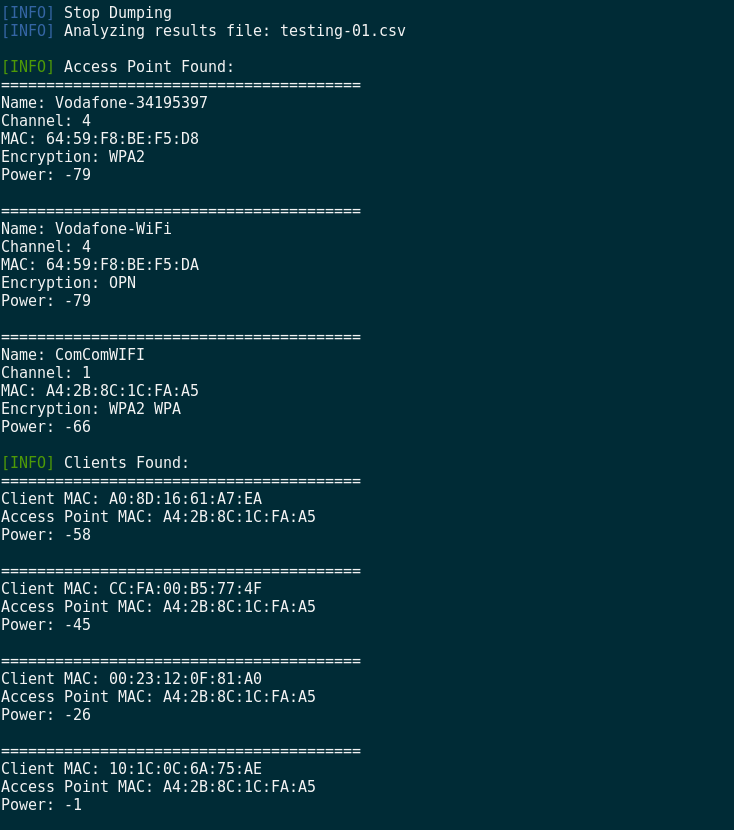 [INFO] Stop Dumping
[INFO] Analyzing results file: testing-01.csv
[INFO] Access Point Found:
========================================
Name: Vodafone-34195397
Channel: 4
MAC: 64:59:F8:BE:F5:D8
Encryption: WPA2
Power: -79
========================================
Name: Vodafone-WiFi
Channel: 4
MAC: 64:59:F8:BE:F5:DA
Encryption: OPN
Power: -79
========================================
Name: ComComWIFI
Channel: 1
MAC: A4:2B:8C:1C:FA:A5
Encryption: WPA2 WPA
Power: -66
[INFO] Clients Found:
========================================
Client MAC: A0:8D:16:61:A7:EA
Access Point MAC: A4:2B:8C:1C:FA:A5
Power: -58
========================================
Client MAC: CC:FA:00:B5:77:4F
Access Point MAC: A4:2B:8C:1C:FA:A5
Power: -45
========================================
Client MAC: 00:23:12:0F:81:A0
Access Point MAC: A4:2B:8C:1C:FA:A5
Power: -26
========================================
Client MAC: 10:1C:0C:6A:75:AE
Access Point MAC: A4:2B:8C:1C:FA:A5
Power: -1